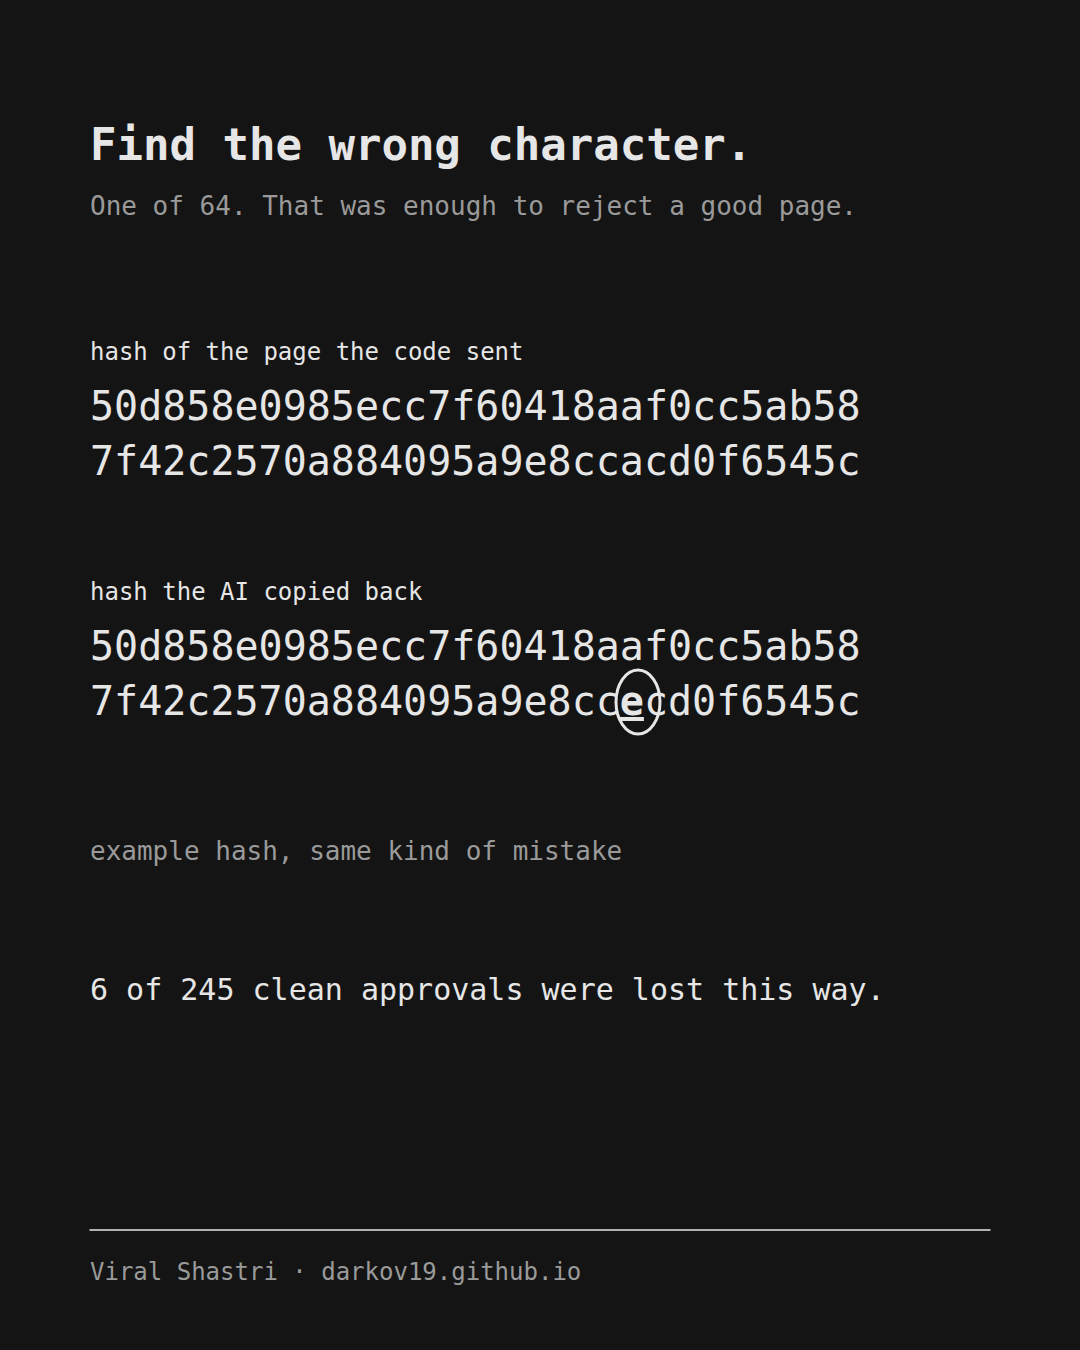 Find the wrong character.
One of 64. That was enough to reject a good page.
hash of the page the code sent
50d858e0985ecc7f60418aaf0cc5ab58
7f42c2570a884095a9e8ccacd0f6545c
hash the AI copied back
50d858e0985ecc7f60418aaf0cc5ab58
7f42c2570a884095a9e8ccecd0f6545c
example hash, same kind of mistake
6 of 245 clean approvals were lost this way.
Viral Shastri · darkov19.github.io